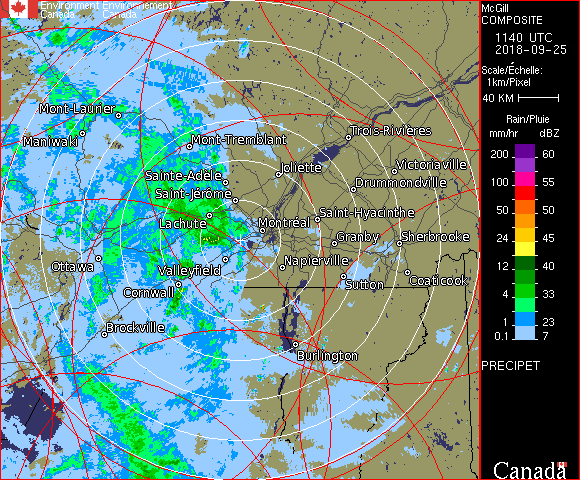 Environment Environnement
Canada Canada
McGill
COMPOSITE
1140 UTC
2018-09-25
Scale/Échelle:
1km/Pixel
40 KM
Rain/Pluie
mm/hr dBZ
200 60
100 55
50 50
24 45
12 40
4 33
1 23
0.1 7
PRECIPET
Canada
Mont-Laurier
Maniwaki
Mont-Tremblant
Trois-Rivières
Sainte-Adèle
Joliette
Victoriaville
Saint-Jérôme
Drummondville
Lachute
Montréal
Saint-Hyacinthe
Granby
Sherbrooke
Ottawa
Valleyfield
Napierville
Cornwall
Sutton
Coaticook
Brockville
Burlington